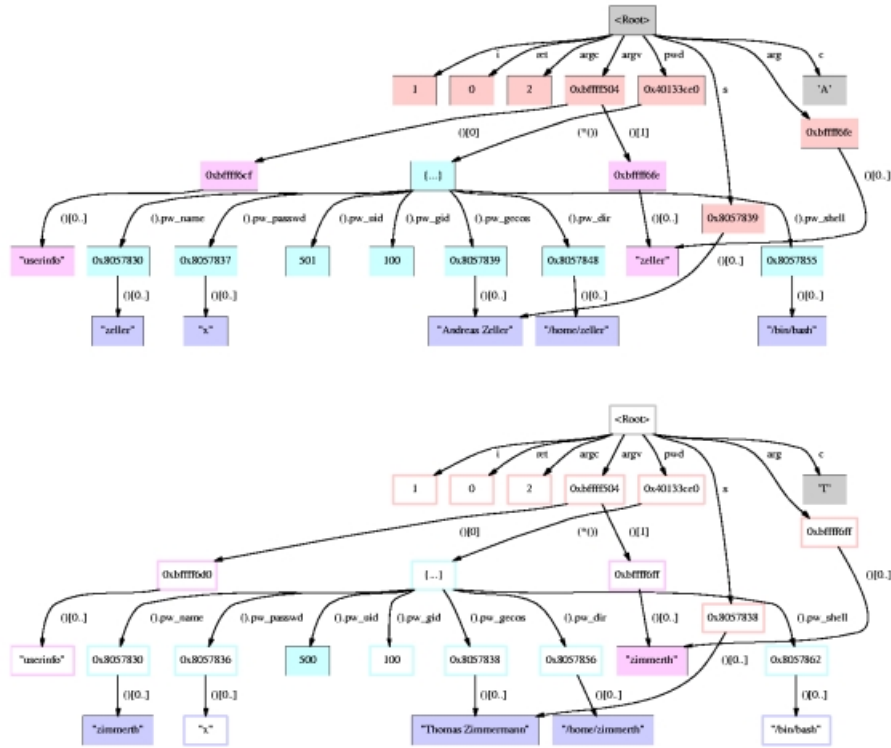 <Root>
i ret argc argv pwd s arg c
1 0 2 0xbffff504 0x40133ce0 'A'
()[0] (*()) ()[1] 0xbffff6fe
0xbffff6cf {...} 0xbffff6fe ()[0..]
()[0..] ().pw_name ().pw_passwd ().pw_uid ().pw_gid ().pw_gecos ().pw_dir ()[0..] 0x8057839 ().pw_shell
"userinfo" 0x8057830 0x8057837 501 100 0x8057839 0x8057848 "zeller" ()[0..] 0x8057855
()[0..] ()[0..] ()[0..] ()[0..] ()[0..]
"zeller" "x" "Andreas Zeller" "/home/zeller" "/bin/bash"
<Root>
i ret argc argv pwd s arg c
1 0 2 0xbffff504 0x40133ce0 'T'
()[0] (*()) ()[1] 0xbffff6ff
0xbffff6d0 {...} 0xbffff6ff ()[0..]
()[0..] ().pw_name ().pw_passwd ().pw_uid ().pw_gid ().pw_gecos ().pw_dir ()[0..] 0x8057838 ().pw_shell
"userinfo" 0x8057830 0x8057836 500 100 0x8057838 0x8057856 "zimmerth" ()[0..] 0x8057862
()[0..] ()[0..] ()[0..] ()[0..] ()[0..]
"zimmerth" "x" "Thomas Zimmermann" "/home/zimmerth" "/bin/bash"